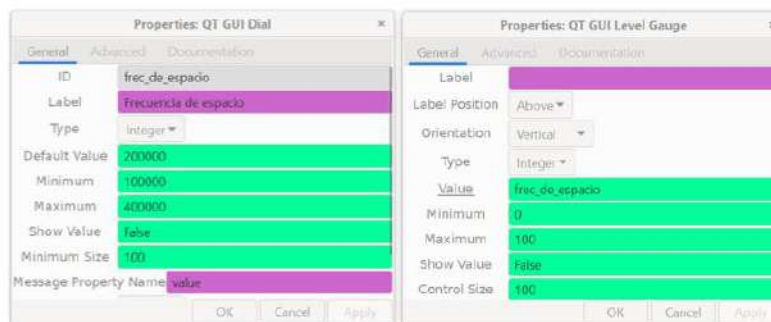 Properties: QT GUI Dial ×
General Advanced Documentation
ID frec_de_espacio
Label Frecuencia de espacio
Type Integer
Default Value 200000
Minimum 100000
Maximum 400000
Show Value False
Minimum Size 100
Message Property Name value
OK Cancel Apply
Properties: QT GUI Level Gauge
General Advanced Documentation
Label
Label Position Above
Orientation Vertical
Type Integer
Value frec_de_espacio
Minimum 0
Maximum 100
Show Value False
Control Size 100
OK Cancel Apply